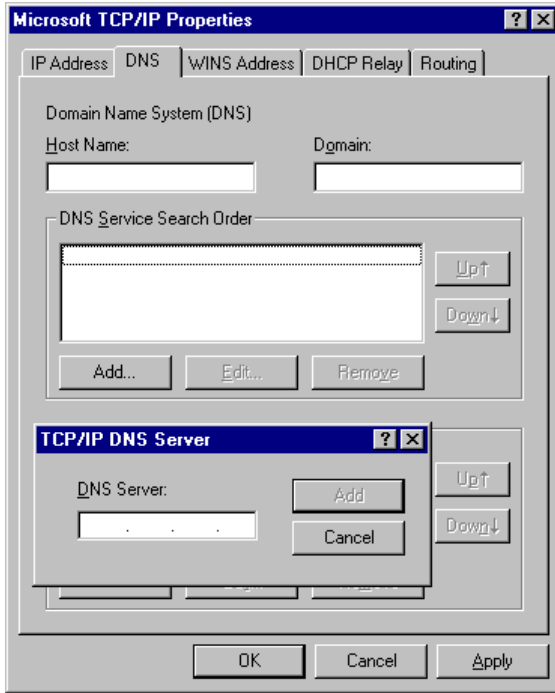 Microsoft TCP/IP Properties
IP Address DNS WINS Address DHCP Relay Routing
Domain Name System (DNS)
Host Name: Domain:
DNS Service Search Order
Up↑
Down↓
Add... Edit... Remove
TCP/IP DNS Server
DNS Server:
. . .
Add
Cancel
Up↑
Down↓
OK Cancel Apply